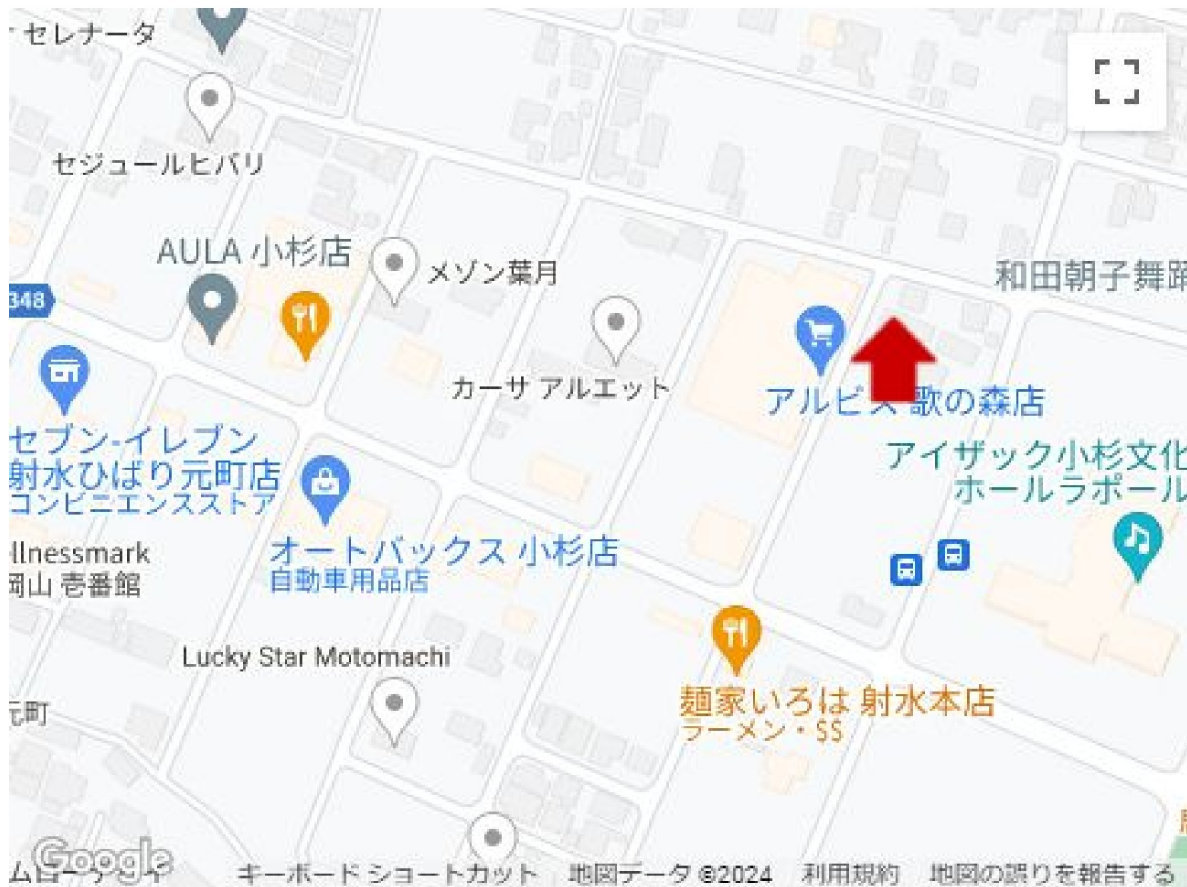 セレナータ
セジュールヒバリ
AULA 小杉店
メゾン葉月
和田朝子舞踊
348
カーサ アルエット
アルビス 歌の森店
セブン-イレブン
射水ひばり元町店
コンビニエンスストア
アイザック小杉文化
ホールラポール
オートバックス 小杉店
自動車用品店
llnessmark
岡山 壱番館
Lucky Star Motomachi
元町
麺家いろは 射水本店
ラーメン・SS
Google
キーボード ショートカット 地図データ ©2024 利用規約 地図の誤りを報告する